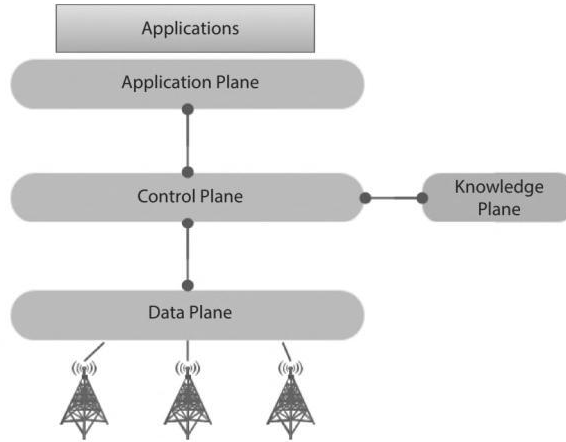 Applications
Application Plane
Control Plane
Knowledge
Plane
Data Plane